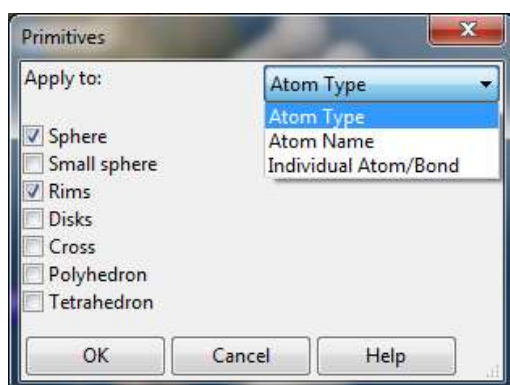 Primitives
Apply to:
Atom Type
Atom Type
Atom Name
Individual Atom/Bond
Sphere
Small sphere
Rims
Disks
Cross
Polyhedron
Tetrahedron
OK
Cancel
Help